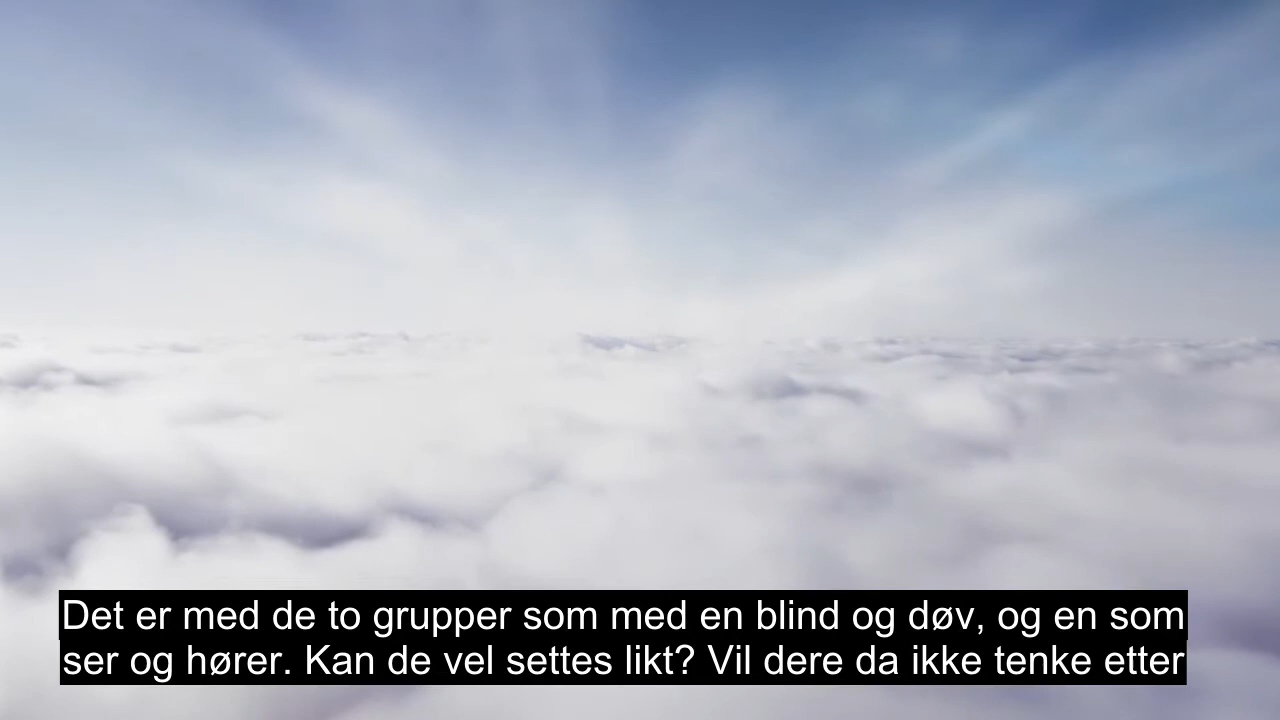 Det er med de to grupper som med en blind og døv, og en som
ser og hører. Kan de vel settes likt? Vil dere da ikke tenke etter